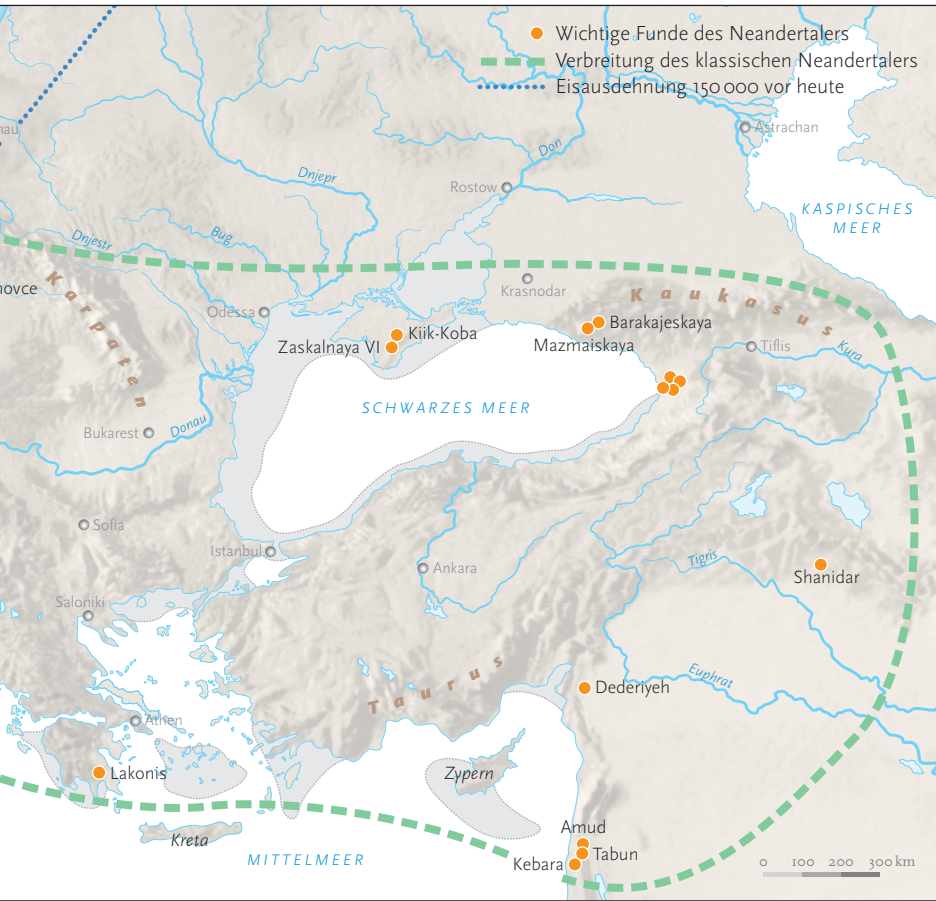 Wichtige Funde des Neandertalers
Verbreitung des klassischen Neandertalers
Eisausdehnung 150 000 vor heute
nau
Astrachan
Don
Dnjepr
Rostow
KASPISCHES
MEER
Bug
Dnjestr
novce
Karpaten
Krasnodar
Kaukasus
Odessa
Barakajeskaya
Kiik-Koba
Zaskalnaya VI
Mazmaiskaya
Tiflis
Kura
SCHWARZES MEER
Bukarest
Donau
Sofia
Istanbul
Ankara
Tigris
Shanidar
Saloniki
Taurus
Euphrat
Dederiyeh
Athen
Lakonis
Zypern
Amud
Kreta
Tabun
MITTELMEER
Kebara
0 100 200 300 km